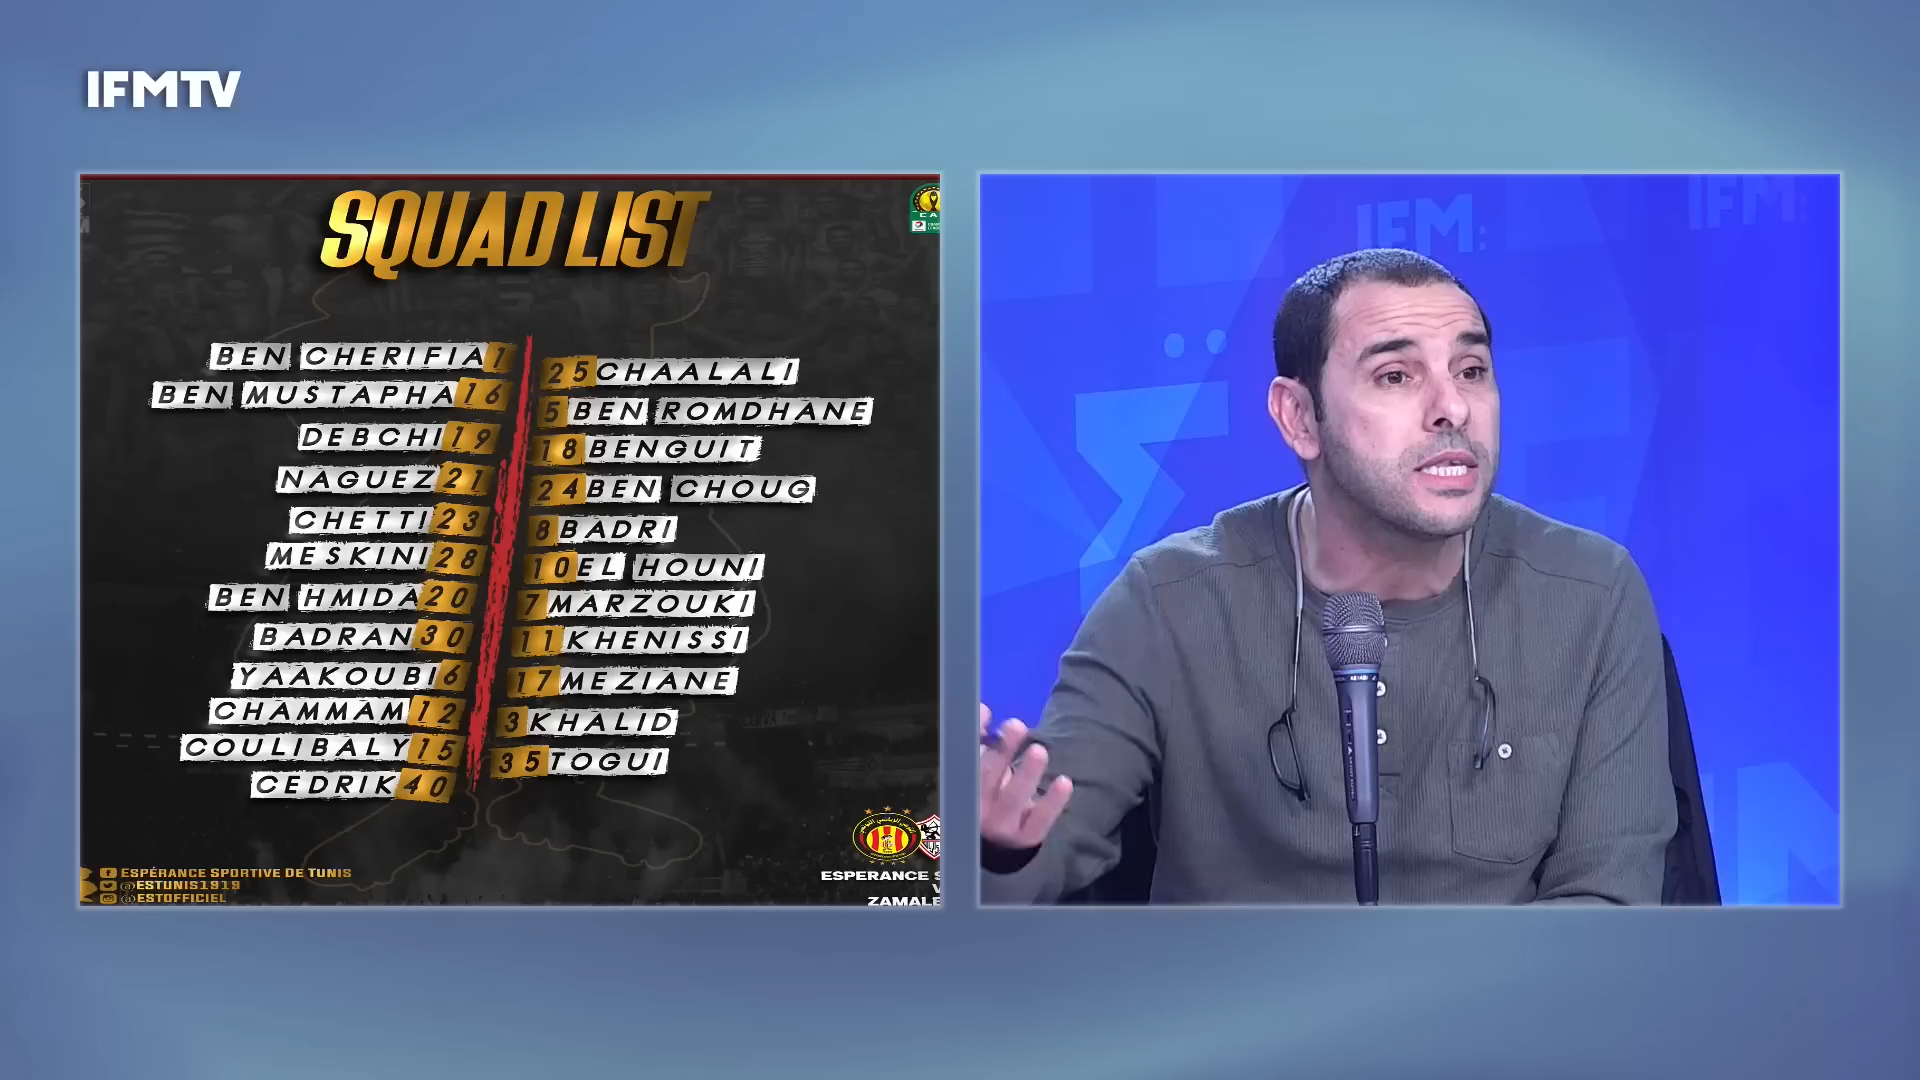 IFMTV
SQUAD LIST
BEN CHERIFIA 1
BEN MUSTAPHA 16
DEBCHI 19
NAGUEZ 21
CHETTI 23
MESKINI 28
BEN HMIDA 20
BADRAN 30
YAAKOUBI 6
CHAMMAM 12
COULIBALY 15
CEDRIK 40
25 CHAALALI
5 BEN ROMDHANE
18 BENGUIT
24 BEN CHOUG
8 BADRI
10 EL HOUNI
7 MARZOUKI
11 KHENISSI
17 MEZIANE
3 KHALID
35 TOGUI
ESPÉRANCE SPORTIVE DE TUNIS
@ESTUNIS1919
@ESTOFFICIEL
ESPERANCE S
V
ZAMALE
IFM:
IFM: